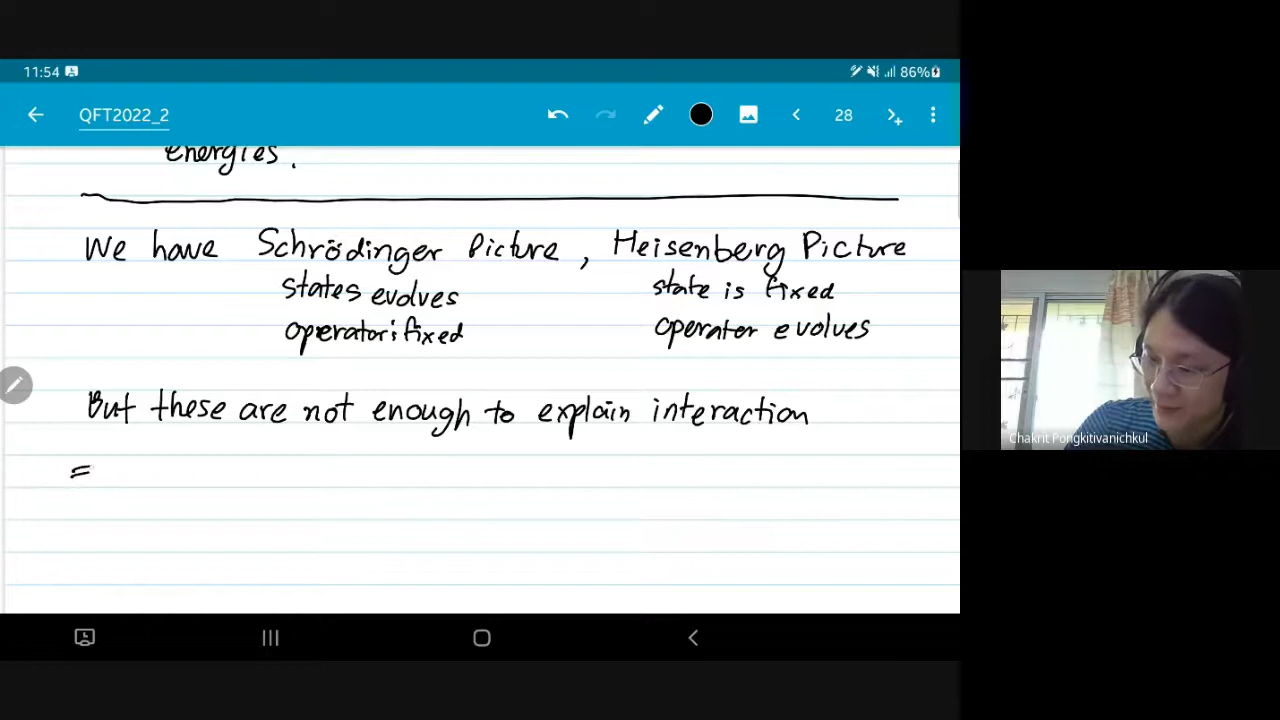 11:54 86%
QFT2022_2 28
energies.
We have Schrödinger Picture, Heisenberg Picture
states evolves state is fixed
operator: fixed operator evolves
But these are not enough to explain interaction
=
Chakrit Pongkitivanichkul